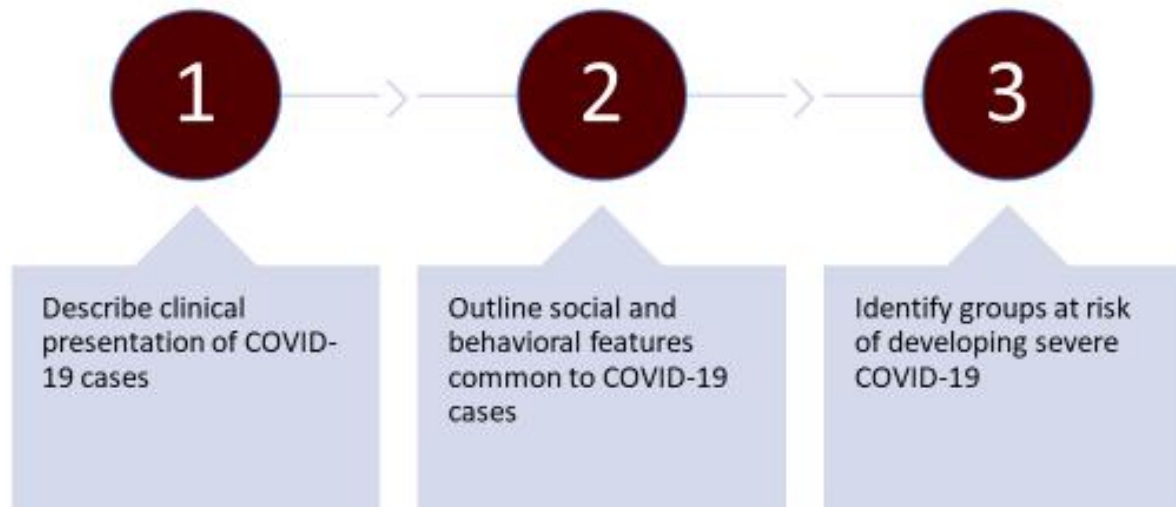 1
2
3
Describe clinical
presentation of COVID-
19 cases
Outline social and
behavioral features
common to COVID-19
cases
Identify groups at risk
of developing severe
COVID-19